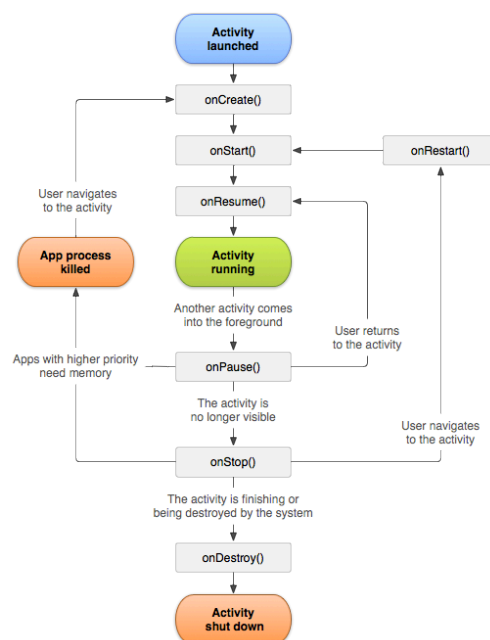 Activity
launched
onCreate()
onStart()
onRestart()
User navigates
to the activity
onResume()
App process
killed
Activity
running
Another activity comes
into the foreground
User returns
to the activity
Apps with higher priority
need memory
onPause()
The activity is
no longer visible
User navigates
to the activity
onStop()
The activity is finishing or
being destroyed by the system
onDestroy()
Activity
shut down